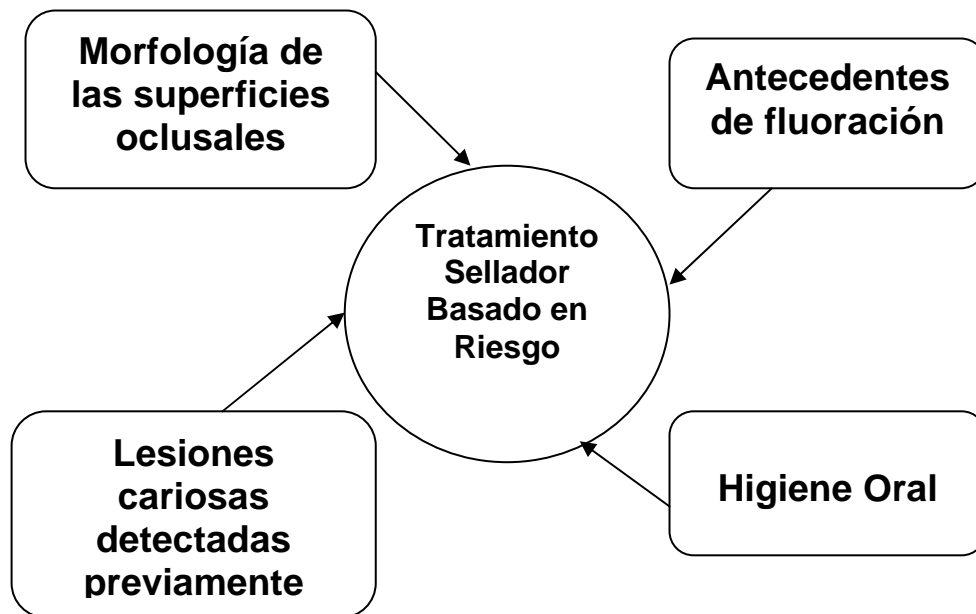 Morfología de
las superficies
oclusales
Antecedentes
de fluoración
Tratamiento
Sellador
Basado en
Riesgo
Lesiones
cariosas
detectadas
previamente
Higiene Oral